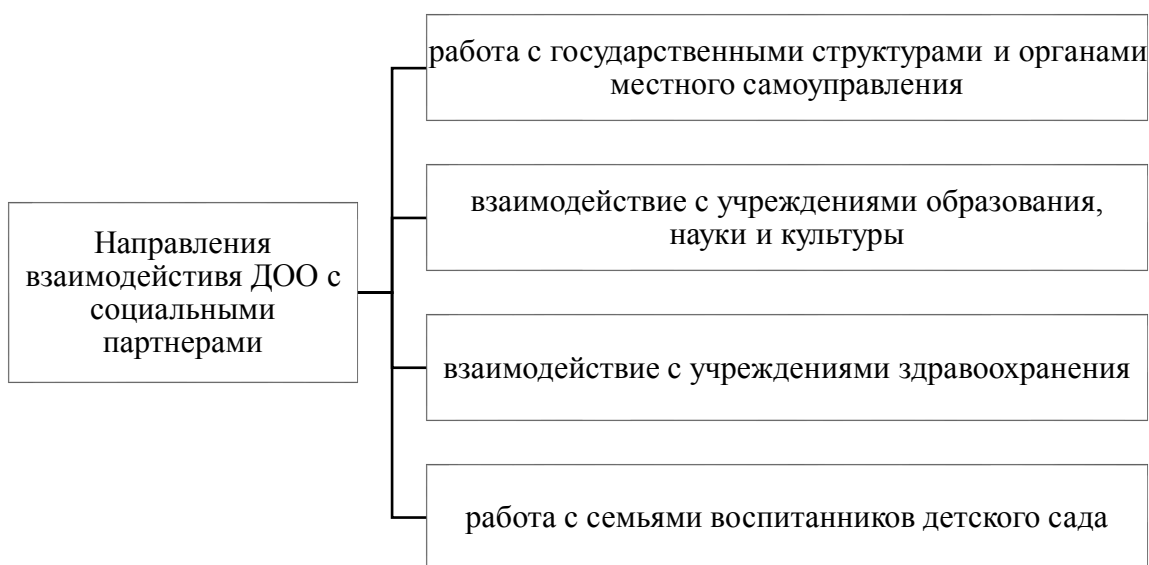 работа с государственными структурами и органами
местного самоуправления
взаимодействие с учреждениями образования,
науки и культуры
Направления
взаимодейстивя ДОО с
социальными
партнерами
взаимодействие с учреждениями здравоохранения
работа с семьями воспитанников детского сада